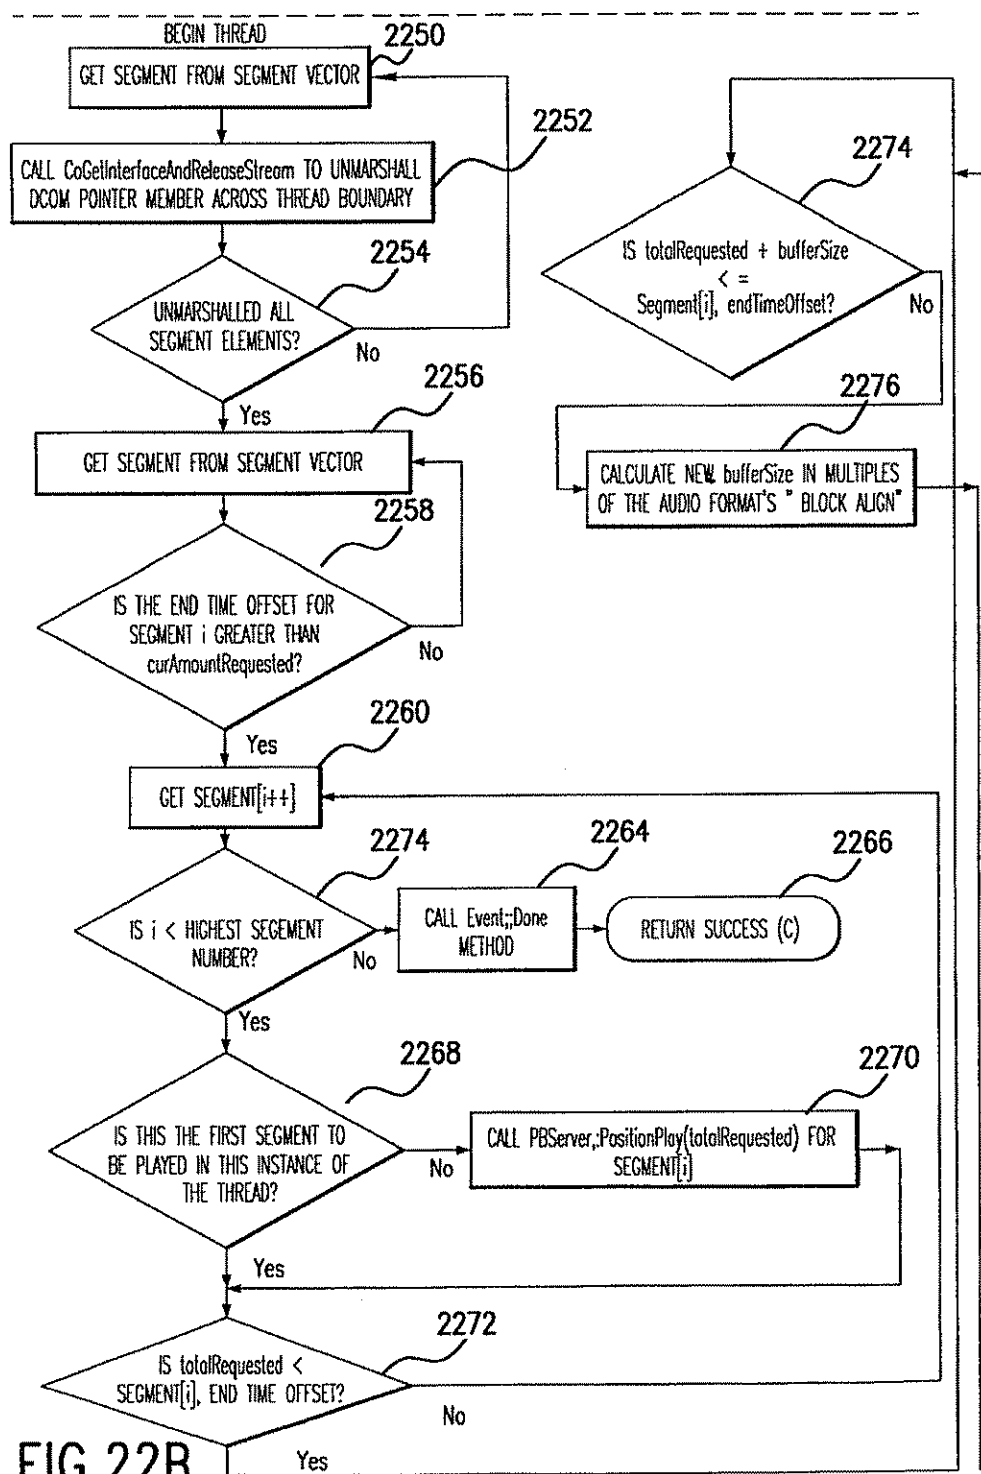 BEGIN THREAD
2250
GET SEGMENT FROM SEGMENT VECTOR
2252
CALL CoGetInterfaceAndReleaseStream TO UNMARSHALL
DCOM POINTER MEMBER ACROSS THREAD BOUNDARY
2254
UNMARSHALLED ALL
SEGMENT ELEMENTS?
No
Yes
2256
GET SEGMENT FROM SEGMENT VECTOR
2258
IS THE END TIME OFFSET FOR
SEGMENT i GREATER THAN
curAmountRequested?
No
Yes
2260
GET SEGMENT[i++]
2274
IS i < HIGHEST SEGEMENT
NUMBER?
No
Yes
2264
CALL Event;;Done
METHOD
2266
RETURN SUCCESS (C)
2268
IS THIS THE FIRST SEGMENT TO
BE PLAYED IN THIS INSTANCE OF
THE THREAD?
No
Yes
2270
CALL PBServer,;PositionPlay(totalRequested) FOR
SEGMENT[i]
2272
IS totalRequested <
SEGMENT[i], END TIME OFFSET?
No
Yes
2274
IS totalRequested + bufferSize
< =
Segment[i], endTimeOffset?
No
2276
CALCULATE NEW, bufferSize IN MULTIPLES
OF THE AUDIO FORMAT'S " BLOCK ALIGN"
FIG.22B